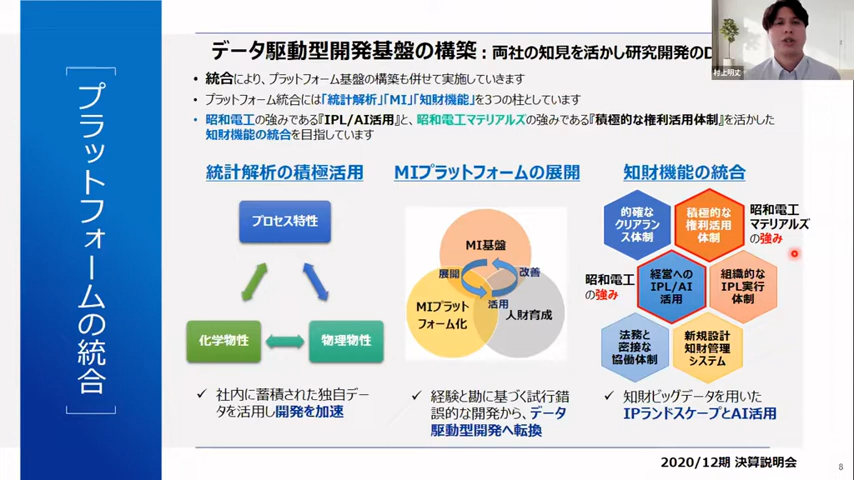 プラットフォームの統合
データ駆動型開発基盤の構築：両社の知見を活かし研究開発のD
村上明丈
• 統合により、プラットフォーム基盤の構築も併せて実施していきます
• プラットフォーム統合には「統計解析」「MI」「知財機能」を3つの柱としています
• 昭和電工の強みである『IPL/AI活用』と、昭和電工マテリアルズの強みである『積極的な権利活用体制』を活かした
知財機能の統合を目指しています
統計解析の積極活用
プロセス特性
化学物性
物理物性
✓ 社内に蓄積された独自デー
タを活用し開発を加速
MIプラットフォームの展開
MI基盤
展開
改善
活用
MIプラット
フォーム化
人財育成
✓ 経験と勘に基づく試行錯
誤的な開発から、データ
駆動型開発へ転換
知財機能の統合
的確な
クリアラン
ス体制
積極的な
権利活用
体制
昭和電工
マテリアルズ
の強み
昭和電工
の強み
経営への
IPL/AI
活用
組織的な
IPL実行
体制
法務と
密接な
協働体制
新規設計
知財管理
システム
✓ 知財ビッグデータを用いた
IPランドスケープとAI活用
2020/12期 決算説明会
8